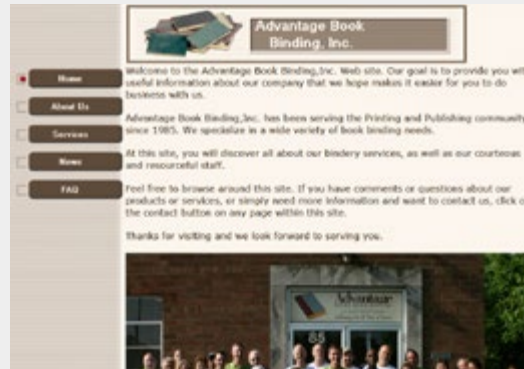 Advantage Book
Binding, Inc.
Home
About Us
Services
News
FAQ
Welcome to the Advantage Book Binding,Inc. Web site. Our goal is to provide you wit
useful information about our company that we hope makes it easier for you to do
business with us.
Advantage Book Binding,Inc. has been serving the Printing and Publishing community
since 1985. We specialize in a wide variety of book binding needs.
At this site, you will discover all about our bindery services, as well as our courteous
and resourceful staff.
Feel free to browse around this site. If you have comments or questions about our
products or services, or simply need more information and want to contact us, click o
the contact button on any page within this site.
Thanks for visiting and we look forward to serving you.
Advantage
85